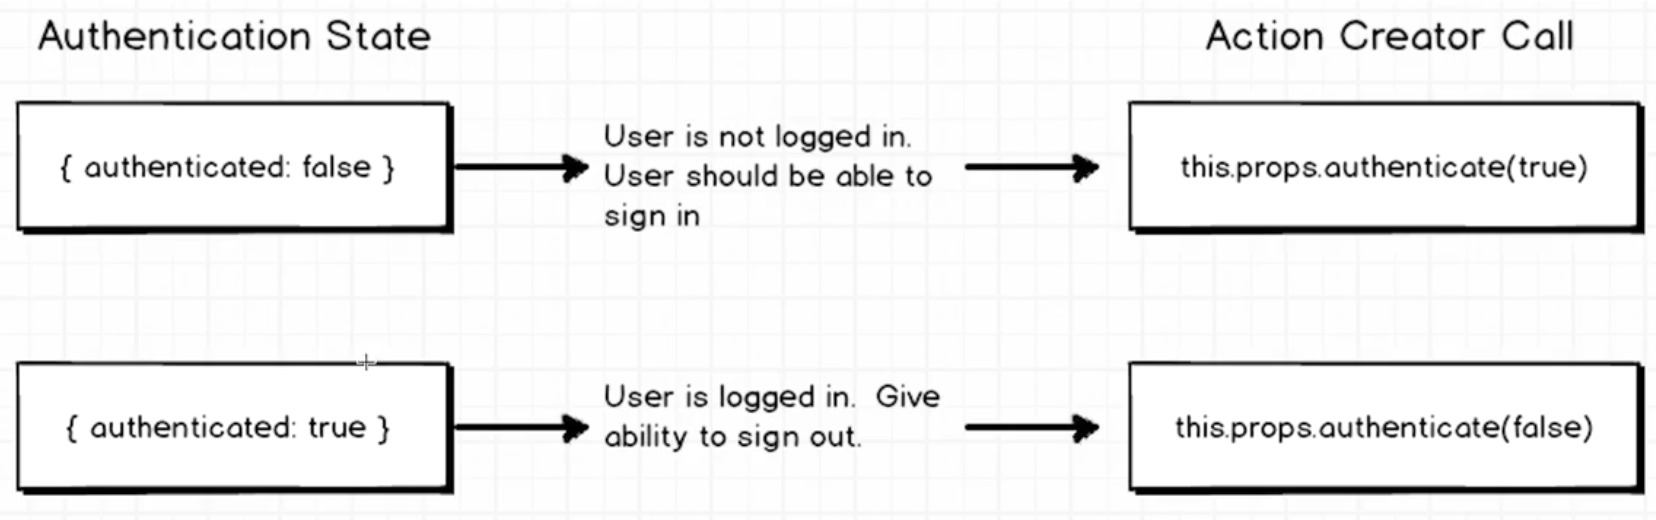 Authentication State
Action Creator Call
{ authenticated: false }
User is not logged in.
User should be able to
sign in
this.props.authenticate(true)
{ authenticated: true }
User is logged in. Give
ability to sign out.
this.props.authenticate(false)